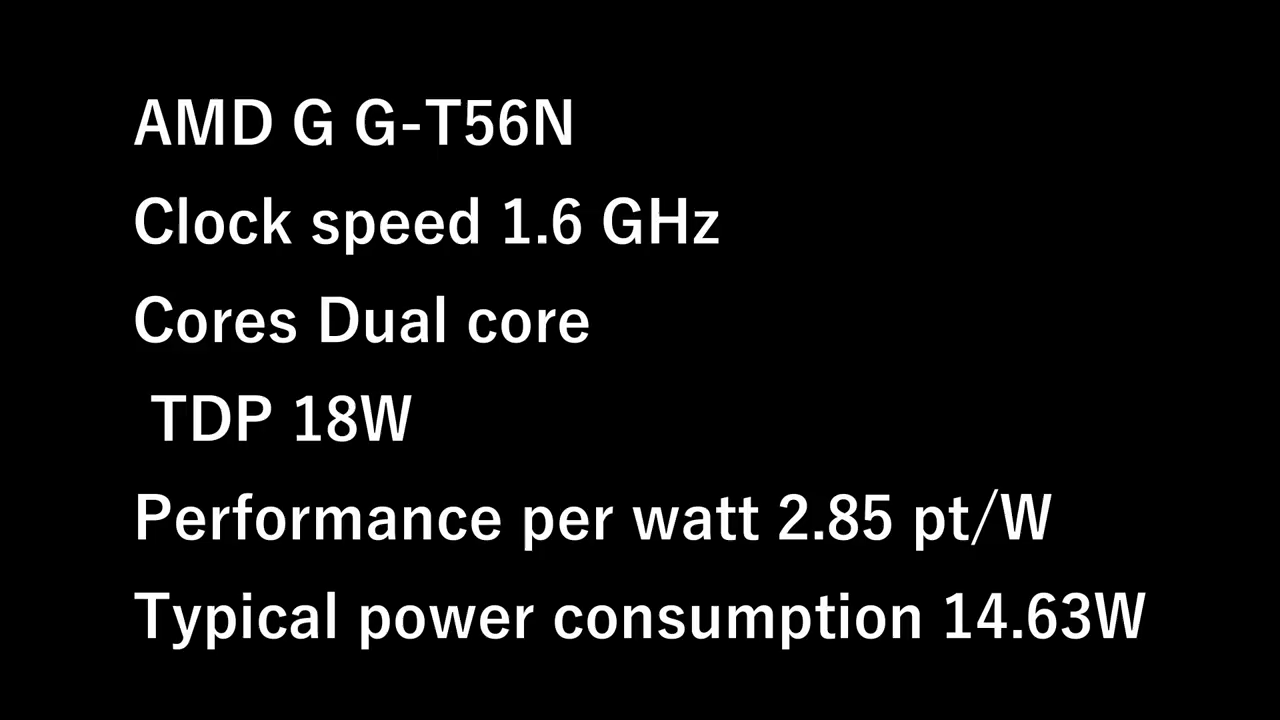 AMD G G-T56N
Clock speed 1.6 GHz
Cores Dual core
TDP 18W
Performance per watt 2.85 pt/W
Typical power consumption 14.63W